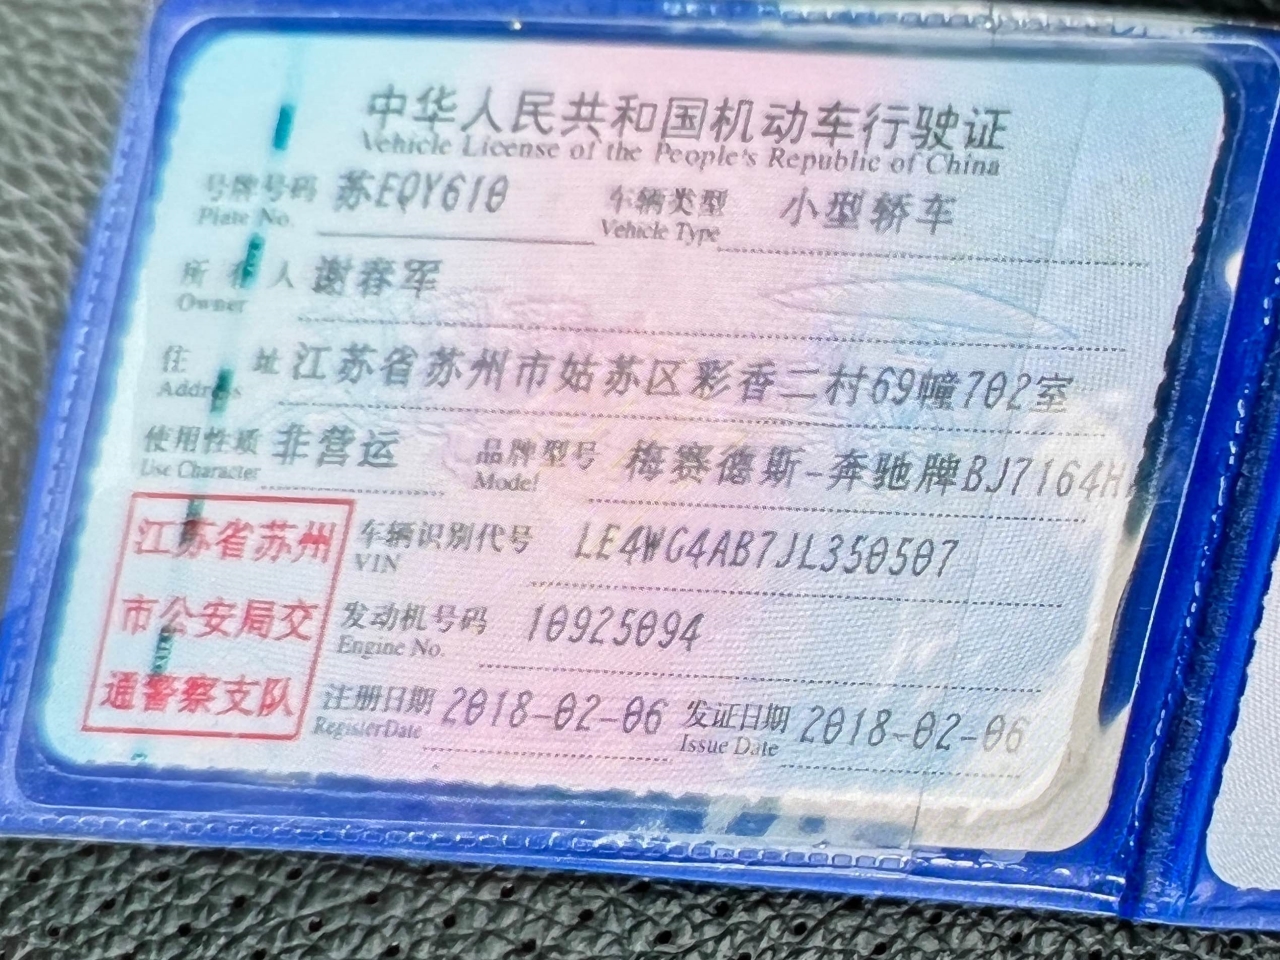 中华人民共和国机动车行驶证
Vehicle License of the People's Republic of China
号牌号码 苏EQY610 车辆类型 小型轿车
Plate No. Vehicle Type
所有人 谢春军
Owner
住址 江苏省苏州市姑苏区彩香二村69幢702室
Address
使用性质 非营运 品牌型号 梅赛德斯-奔驰牌BJ7164H
Use Character Model
江苏省苏州
市公安局交
通警察支队
车辆识别代号 LE4WG4AB7JL350507
VIN
发动机号码 10925094
Engine No.
注册日期 2018-02-06 发证日期 2018-02-06
Register Date Issue Date